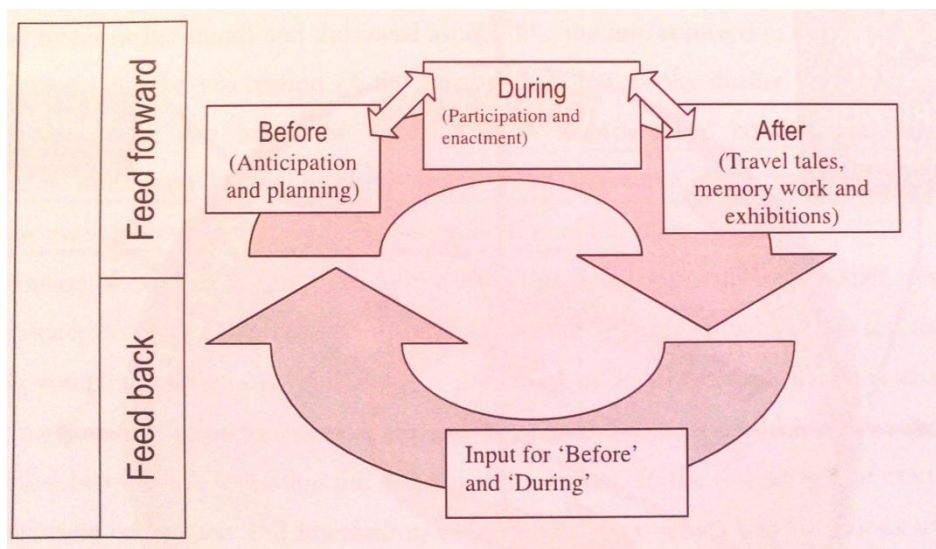 Feed forward
Feed back
Before
(Anticipation
and planning)
During
(Participation and
enactment)
After
(Travel tales,
memory work and
exhibitions)
Input for ‘Before’
and ‘During’